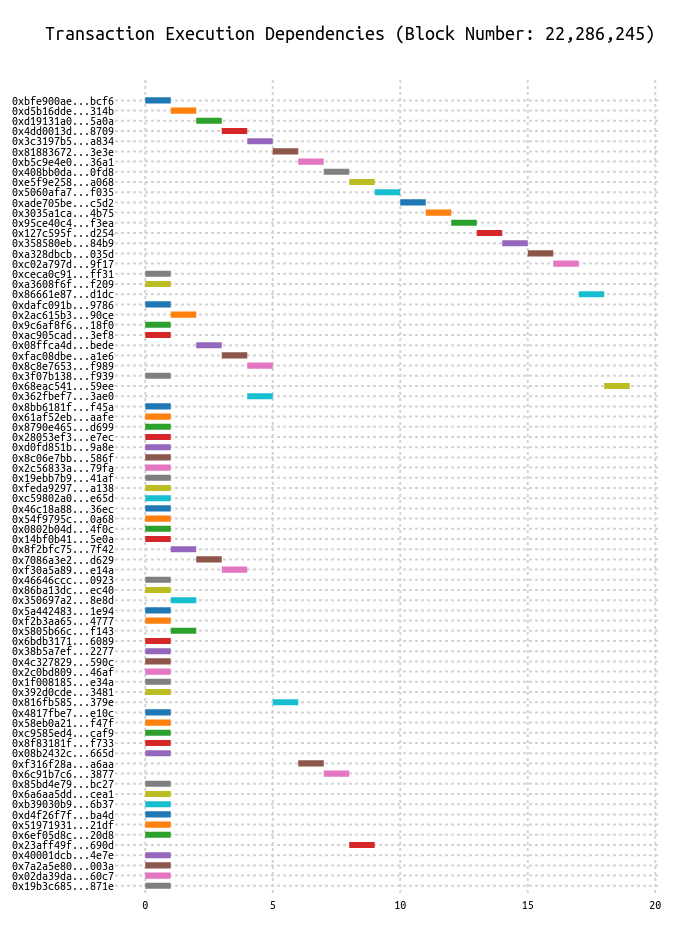 Transaction Execution Dependencies (Block Number: 22,286,245)
0xbfe900ae...bcf6
0xd5b16dde...314b
0xd19131a0...5a0a
0x4dd0013d...8709
0x3c3197b5...a834
0x81883672...3e3e
0xb5c9e4e0...36a1
0x408bb0da...0fd8
0xe5f9e258...a068
0x5060afa7...f035
0xade705be...c5d2
0x3035a1ca...4b75
0x95ce40c4...f3ea
0x127c595f...d254
0x358580eb...84b9
0xa328dbcb...035d
0xc02a797d...9f17
0xceca0c91...ff31
0xa3608f6f...f209
0x86661e87...d1dc
0xdafc091b...9786
0x2ac615b3...90ce
0x9c6af8f6...18f0
0xac905cad...3ef8
0x08ffca4d...bede
0xfac08dbe...a1e6
0x8c8e7653...f989
0x3f07b138...f939
0x68eac541...59ee
0x362fbef7...3ae0
0x8bb6181f...f45a
0x61af52eb...aafe
0x8790e465...d699
0x28053ef3...e7ec
0xd0fd851b...9a8e
0x8c06e7bb...586f
0x2c56833a...79fa
0x19ebb7b9...41af
0xfeda9297...a138
0xc59802a0...e65d
0x46c18a88...36ec
0x54f9795c...0a68
0x0802b04d...4f0c
0x14bf0b41...5e0a
0x8f2bfc75...7f42
0x7086a3e2...d629
0xf30a5a89...e14a
0x46646ccc...0923
0x86ba13dc...ec40
0x350697a2...8e8d
0x5a442483...1e94
0xf2b3aa65...4777
0x5805b66c...f143
0x6bdb3171...6089
0x38b5a7ef...2277
0x4c327829...590c
0x2c0bd809...46af
0x1f008185...e34a
0x392d0cde...3481
0x816fb585...379e
0x4817fbe7...e10c
0x58eb0a21...f47f
0xc9585ed4...caf9
0x8f83181f...f733
0x08b2432c...665d
0xf316f28a...a6aa
0x6c91b7c6...3877
0x85bd4e79...bc27
0x6a6aa5dd...cea1
0xb39030b9...6b37
0xd4f26f7f...ba4d
0x51971931...21df
0x6ef05d8c...20d8
0x23aff49f...690d
0x40001dcb...4e7e
0x7a2a5e80...003a
0x02da39da...60c7
0x19b3c685...871e
0 5 10 15 20